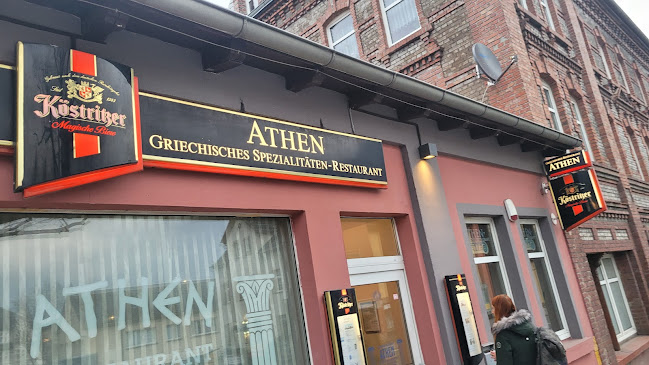 Köstritzer
Magische Biere
ATHEN
GRIECHISCHES SPEZIALITÄTEN-RESTAURANT
ATHEN
Köstritzer
ATHEN